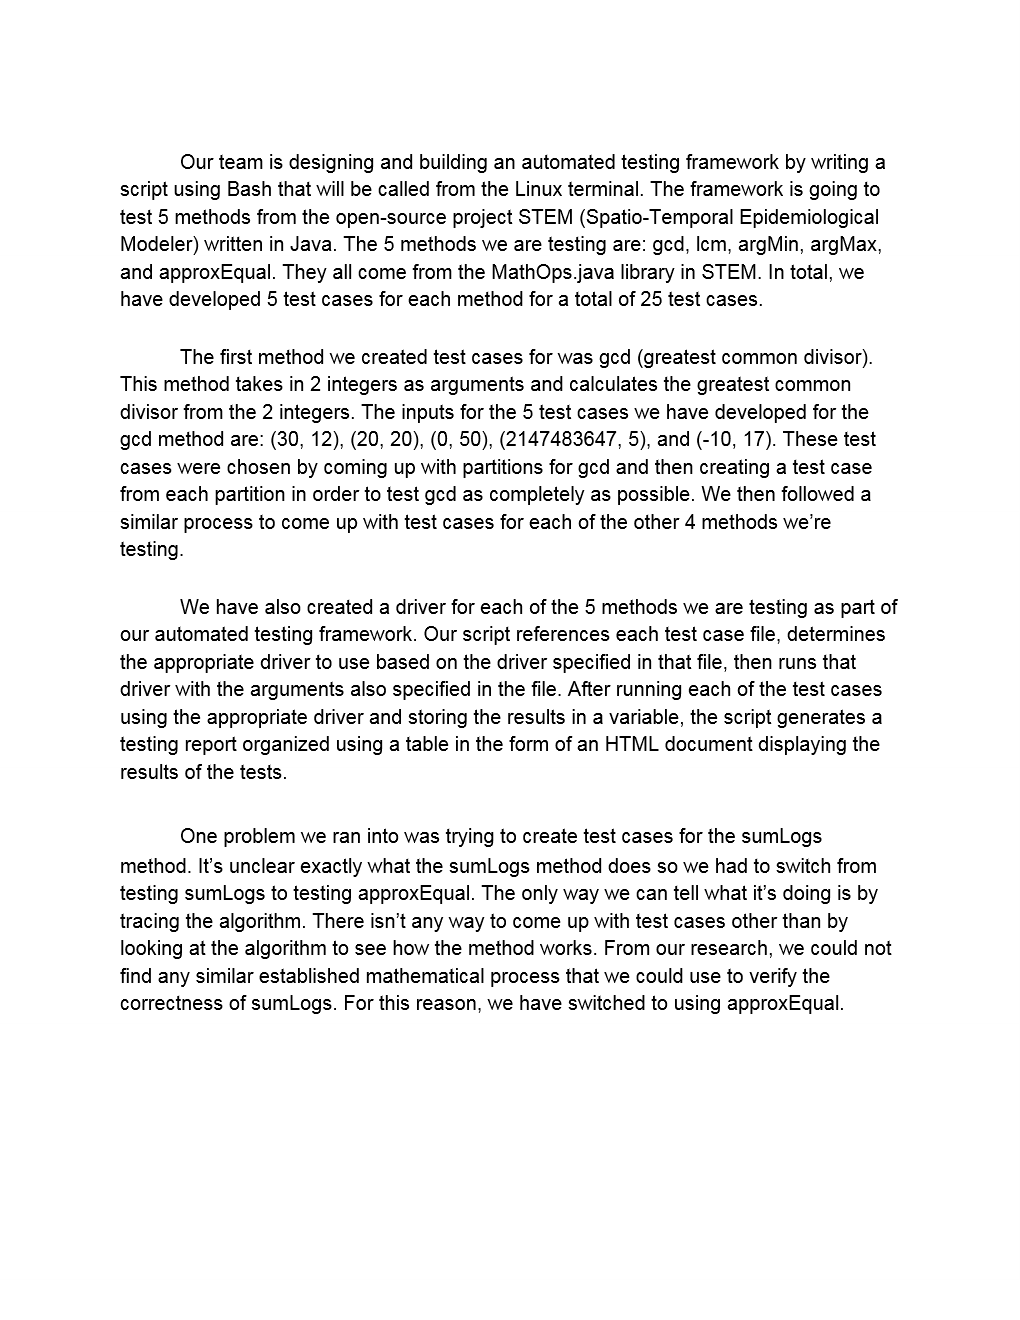 Our team is designing and building an automated testing framework by writing a
script using Bash that will be called from the Linux terminal. The framework is going to
test 5 methods from the open-source project STEM (Spatio-Temporal Epidemiological
Modeler) written in Java. The 5 methods we are testing are: gcd, lcm, argMin, argMax,
and approxEqual. They all come from the MathOps.java library in STEM. In total, we
have developed 5 test cases for each method for a total of 25 test cases.
The first method we created test cases for was gcd (greatest common divisor).
This method takes in 2 integers as arguments and calculates the greatest common
divisor from the 2 integers. The inputs for the 5 test cases we have developed for the
gcd method are: (30, 12), (20, 20), (0, 50), (2147483647, 5), and (-10, 17). These test
cases were chosen by coming up with partitions for gcd and then creating a test case
from each partition in order to test gcd as completely as possible. We then followed a
similar process to come up with test cases for each of the other 4 methods we’re
testing.
We have also created a driver for each of the 5 methods we are testing as part of
our automated testing framework. Our script references each test case file, determines
the appropriate driver to use based on the driver specified in that file, then runs that
driver with the arguments also specified in the file. After running each of the test cases
using the appropriate driver and storing the results in a variable, the script generates a
testing report organized using a table in the form of an HTML document displaying the
results of the tests.
One problem we ran into was trying to create test cases for the sumLogs
method. It’s unclear exactly what the sumLogs method does so we had to switch from
testing sumLogs to testing approxEqual. The only way we can tell what it’s doing is by
tracing the algorithm. There isn’t any way to come up with test cases other than by
looking at the algorithm to see how the method works. From our research, we could not
find any similar established mathematical process that we could use to verify the
correctness of sumLogs. For this reason, we have switched to using approxEqual.